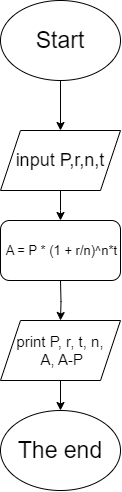 Start
input P,r,n,t
A = P * (1 + r/n)^n*t
print P, r, t, n,
A, A-P
The end